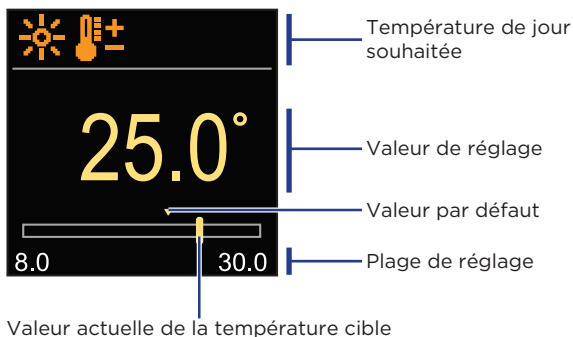 Température de jour
souhaitée
25.0°
Valeur de réglage
Valeur par défaut
8.0 30.0
Plage de réglage
Valeur actuelle de la température cible